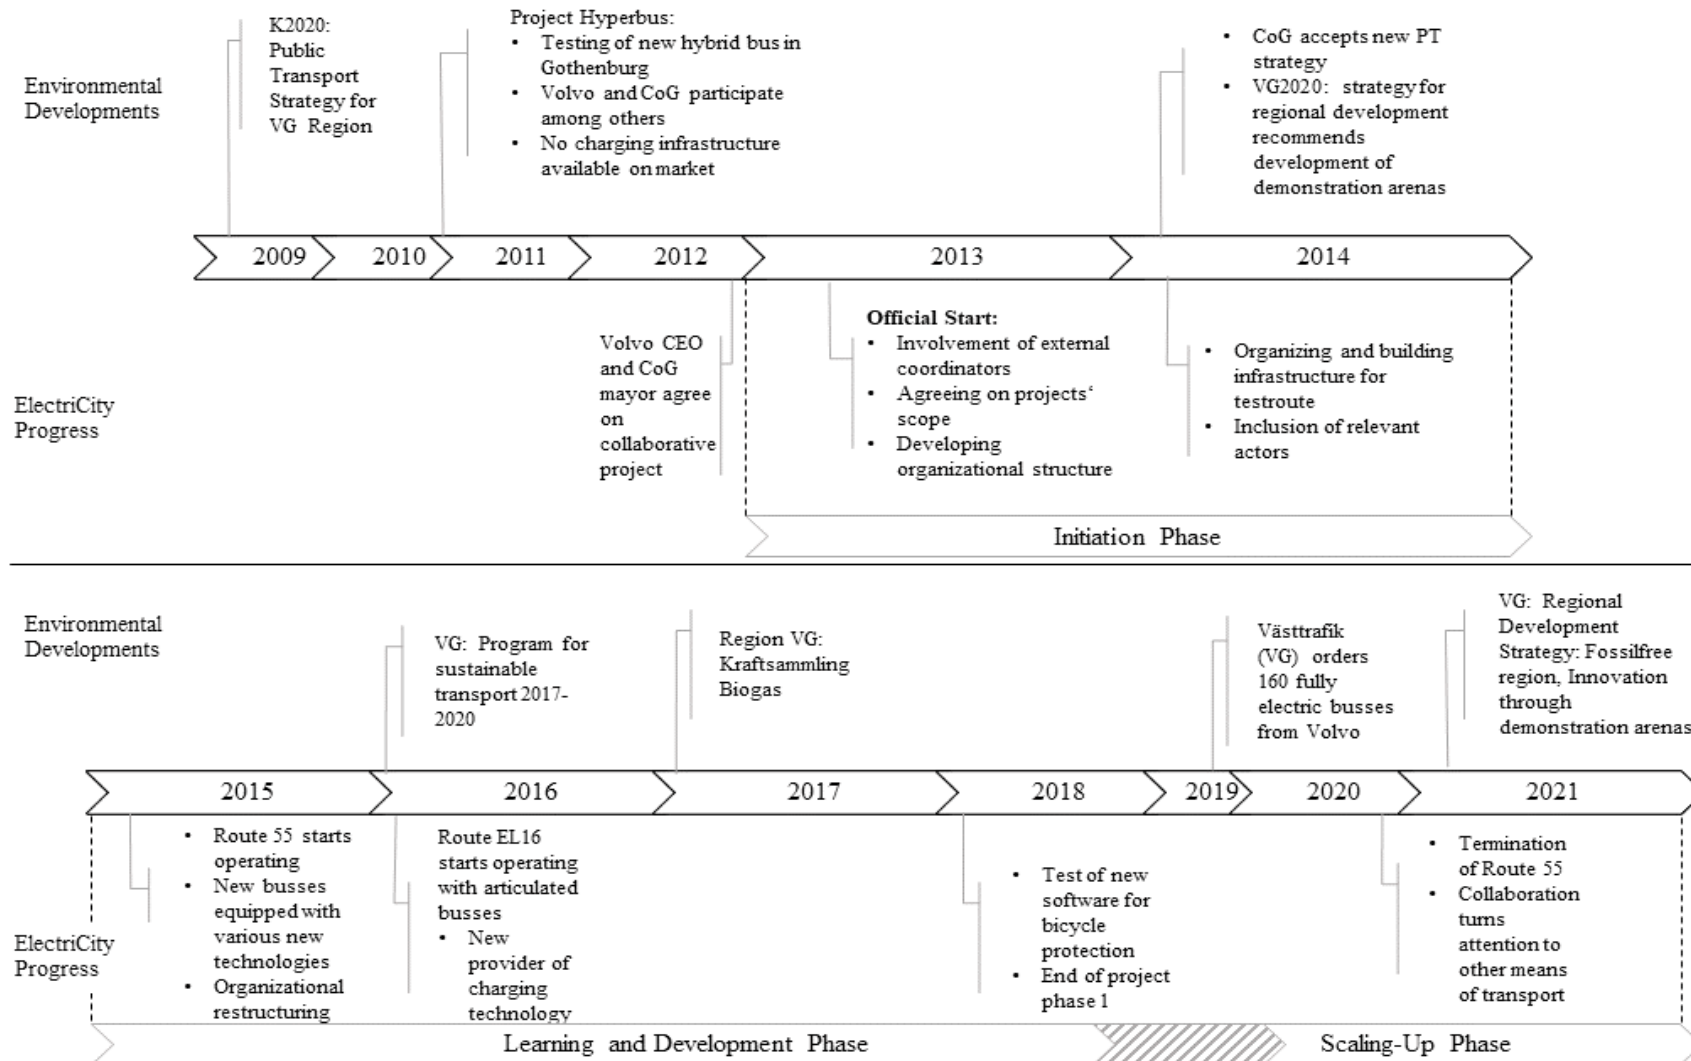 Environmental
Developments
K2020:
Public
Transport
Strategy for
VG Region
Project Hyperbus:
• Testing of new hybrid bus in
Gothenburg
• Volvo and CoG participate
among others
• No charging infrastructure
available on market
• CoG accepts new PT
strategy
• VG2020: strategy for
regional development
recommends
development of
demonstration arenas
2009
2010
2011
2012
2013
2014
ElectriCity
Progress
Volvo CEO
and CoG
mayor agree
on
collaborative
project
Official Start:
• Involvement of external
coordinators
• Agreeing on projects‘
scope
• Developing
organizational structure
• Organizing and building
infrastructure for
testroute
• Inclusion of relevant
actors
Initiation Phase
Environmental
Developments
VG: Program for
sustainable
transport 2017-
2020
Region VG:
Kraftsammling
Biogas
Västtrafik
(VG) orders
160 fully
electric busses
from Volvo
VG: Regional
Development
Strategy: Fossilfree
region, Innovation
through
demonstration arenas
2015
2016
2017
2018
2019
2020
2021
ElectriCity
Progress
• Route 55 starts
operating
• New busses
equipped with
various new
technologies
• Organizational
restructuring
Route EL16
starts operating
with articulated
busses
• New
provider of
charging
technology
• Test of new
software for
bicycle
protection
• End of project
phase 1
• Termination
of Route 55
• Collaboration
turns
attention to
other means
of transport
Learning and Development Phase
Scaling-Up Phase